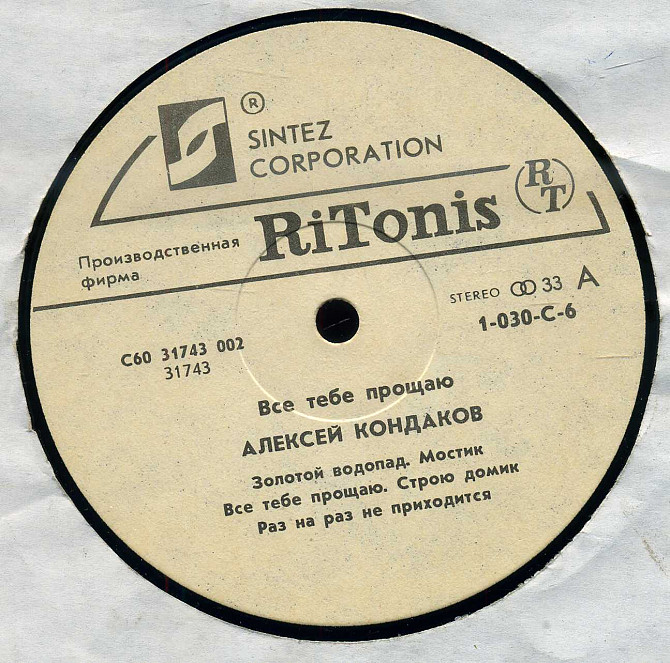 ®
SINTEZ
CORPORATION
RT
Производственная
фирма
RiTonis
STEREO 33 A
1-030-C-6
С60 31743 002
31743
Все тебе прощаю
АЛЕКСЕЙ КОНДАКОВ
Золотой водопад. Мостик
Все тебе прощаю. Строю домик
Раз на раз не приходится